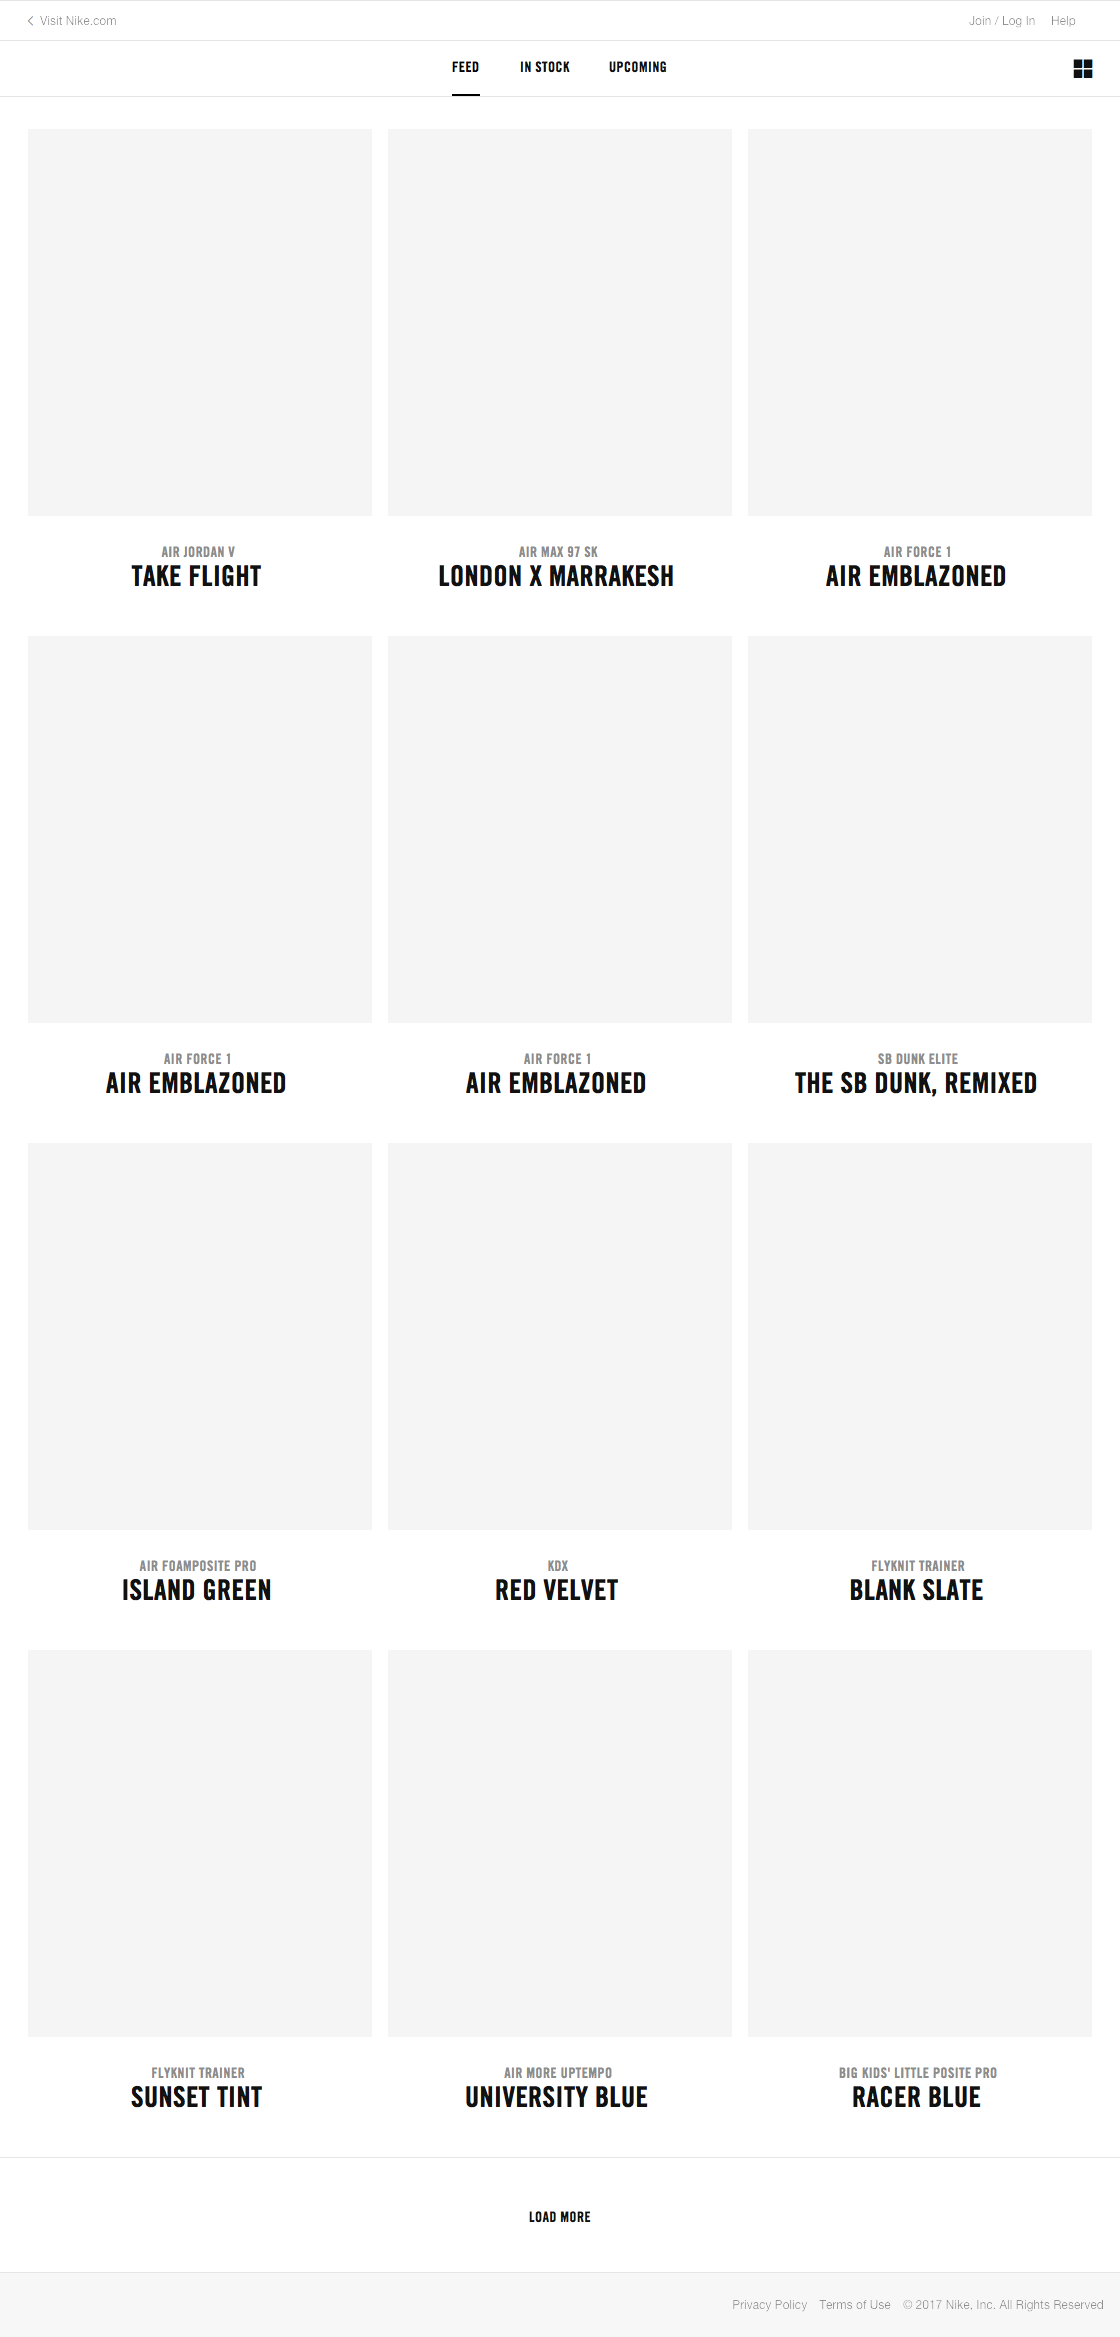 Visit Nike.com
Join / Log In Help
FEED IN STOCK UPCOMING
AIR JORDAN V
TAKE FLIGHT
AIR MAX 97 SK
LONDON X MARRAKESH
AIR FORCE 1
AIR EMBLAZONED
AIR FORCE 1
AIR EMBLAZONED
AIR FORCE 1
AIR EMBLAZONED
SB DUNK ELITE
THE SB DUNK, REMIXED
AIR FOAMPOSITE PRO
ISLAND GREEN
KDX
RED VELVET
FLYKNIT TRAINER
BLANK SLATE
FLYKNIT TRAINER
SUNSET TINT
AIR MORE UPTEMPO
UNIVERSITY BLUE
BIG KIDS' LITTLE POSITE PRO
RACER BLUE
LOAD MORE
Privacy Policy Terms of Use © 2017 Nike, Inc. All Rights Reserved